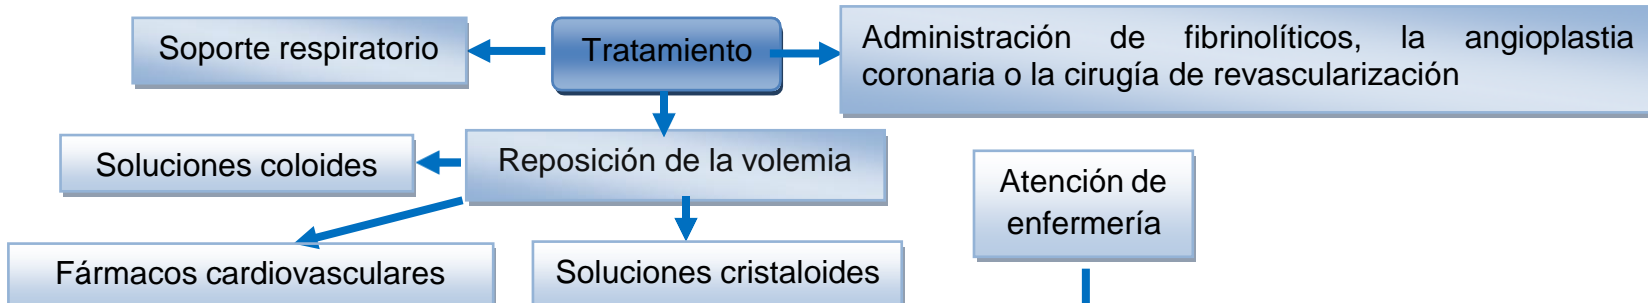 Soporte respiratorio
Tratamiento
Administración de fibrinolíticos, la angioplastia
coronaria o la cirugía de revascularización
Soluciones coloides
Reposición de la volemia
Atención de
enfermería
Fármacos cardiovasculares
Soluciones cristaloides